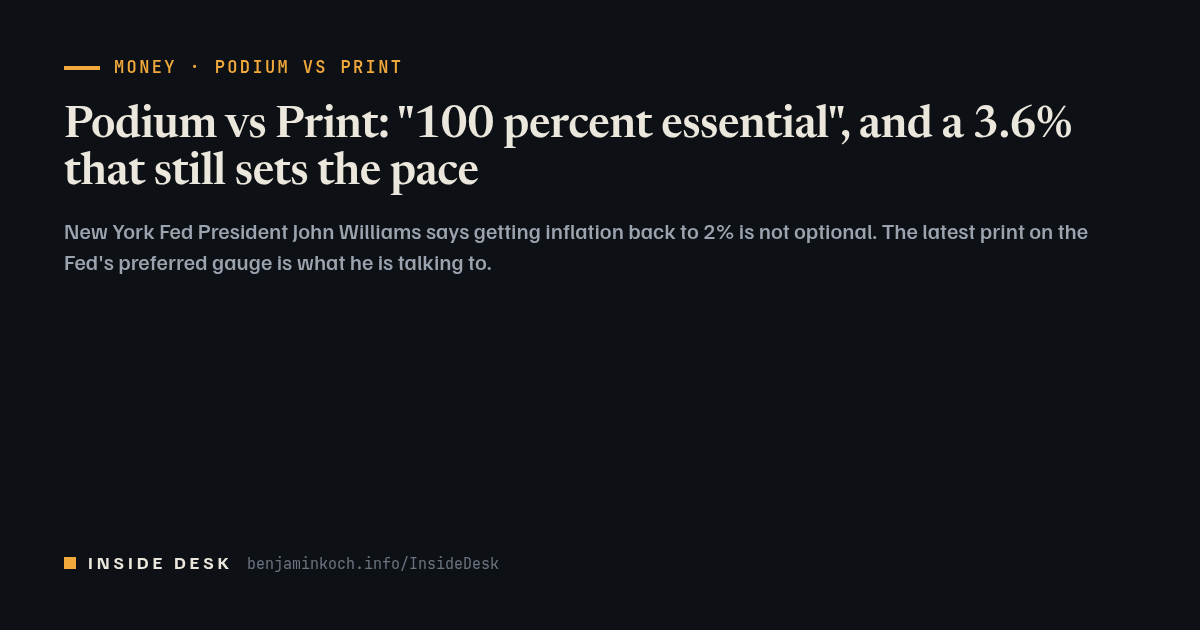 MONEY · PODIUM VS PRINT
Podium vs Print: "100 percent essential", and a 3.6%
that still sets the pace
New York Fed President John Williams says getting inflation back to 2% is not optional. The latest print on the
Fed's preferred gauge is what he is talking to.
INSIDE DESK benjaminkoch.info/InsideDesk